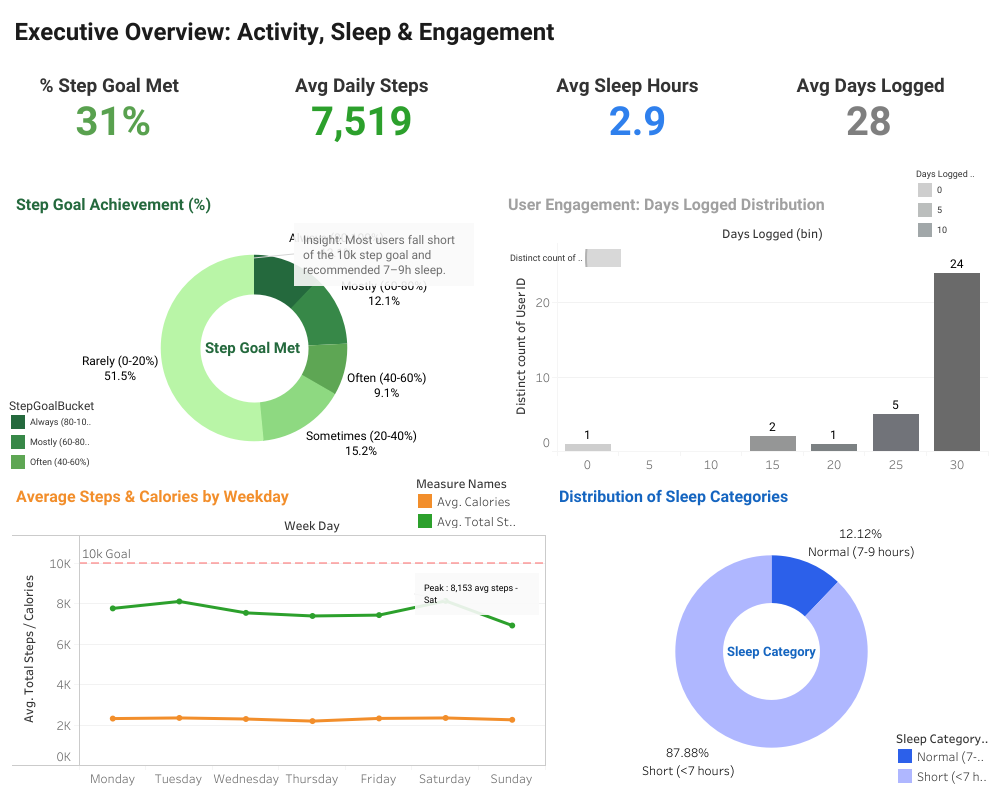 Executive Overview: Activity, Sleep & Engagement
% Step Goal Met
31%
Avg Daily Steps
7,519
Avg Sleep Hours
2.9
Avg Days Logged
28
Step Goal Achievement (%)
Insight: Most users fall short
of the 10k step goal and
recommended 7–9h sleep.
Mostly (60-80%)
12.1%
Step Goal Met
Rarely (0-20%)
51.5%
Often (40-60%)
9.1%
Sometimes (20-40%)
15.2%
StepGoalBucket
Always (80-10..
Mostly (60-80..
Often (40-60%)
User Engagement: Days Logged Distribution
Days Logged ..
0
5
10
Days Logged (bin)
Distinct count of ..
Distinct count of User ID
20
10
0
1
2
1
5
24
0
5
10
15
20
25
30
Average Steps & Calories by Weekday
Measure Names
Avg. Calories
Avg. Total St..
Week Day
Avg. Total Steps / Calories
10k Goal
10K
8K
6K
4K
2K
0K
Peak : 8,153 avg steps -
Sat
Monday
Tuesday
Wednesday
Thursday
Friday
Saturday
Sunday
Distribution of Sleep Categories
12.12%
Normal (7-9 hours)
Sleep Category
87.88%
Short (<7 hours)
Sleep Category..
Normal (7-..
Short (<7 h..